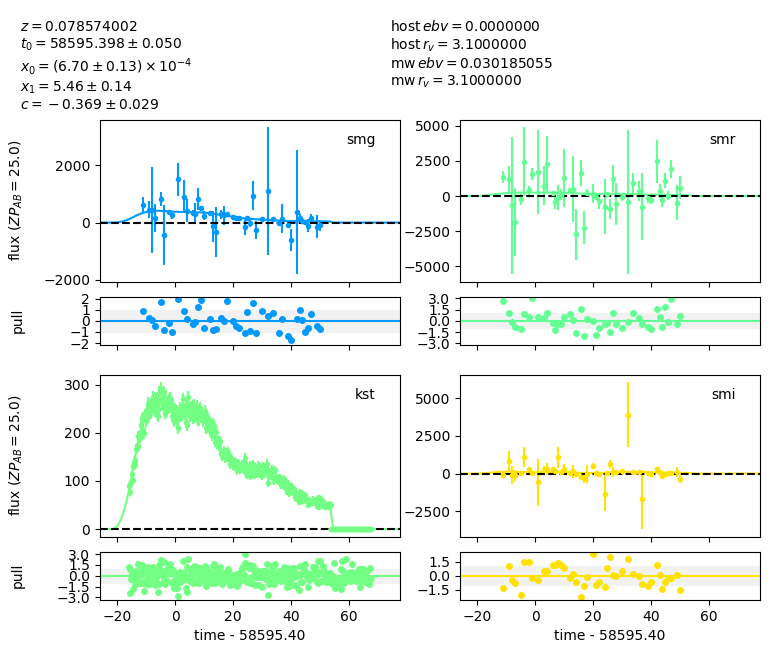 z = 0.078574002
t0 = 58595.398 ± 0.050
x0 = (6.70 ± 0.13) × 10^−4
x1 = 5.46 ± 0.14
c = −0.369 ± 0.029
host ebv = 0.0000000
host r_v = 3.1000000
mw ebv = 0.030185055
mw r_v = 3.1000000
flux (ZP_AB = 25.0)
smg
2000
0
−2000
smr
5000
2500
0
−2500
−5000
pull
2
1
0
−1
−2
3.0
1.5
0.0
−1.5
−3.0
flux (ZP_AB = 25.0)
kst
300
200
100
0
smi
5000
2500
0
−2500
pull
3.0
1.5
0.0
−1.5
−3.0
1.5
0.0
−1.5
−20 0 20 40 60
−20 0 20 40 60
time - 58595.40
time - 58595.40